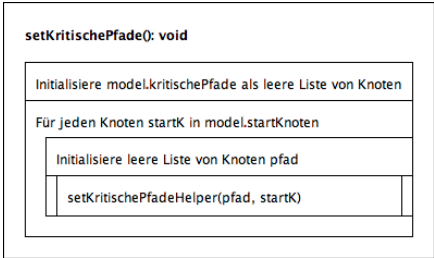 setKritischePfade(): void
Initialisiere model.kritischePfade als leere Liste von Knoten
Für jeden Knoten startK in model.startKnoten
Initialisiere leere Liste von Knoten pfad
setKritischePfadeHelper(pfad, startK)